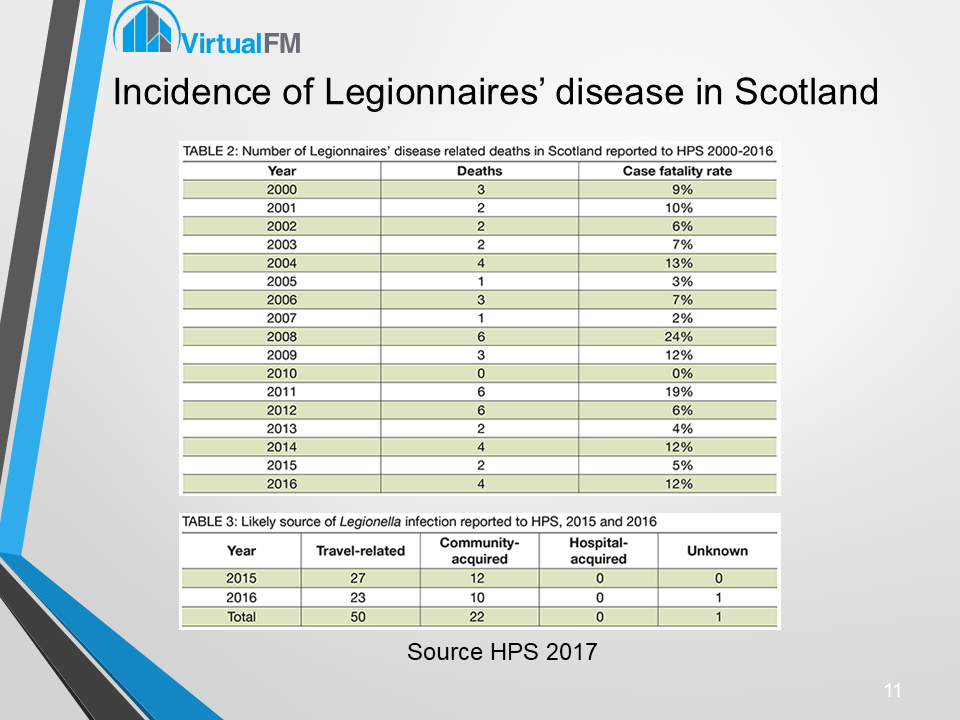 VirtualFM
Incidence of Legionnaires’ disease in Scotland
TABLE 2: Number of Legionnaires’ disease related deaths in Scotland reported to HPS 2000-2016
Year Deaths Case fatality rate
2000 3 9%
2001 2 10%
2002 2 6%
2003 2 7%
2004 4 13%
2005 1 3%
2006 3 7%
2007 1 2%
2008 6 24%
2009 3 12%
2010 0 0%
2011 6 19%
2012 6 6%
2013 2 4%
2014 4 12%
2015 2 5%
2016 4 12%
TABLE 3: Likely source of Legionella infection reported to HPS, 2015 and 2016
Year Travel-related Community-acquired Hospital-acquired Unknown
2015 27 12 0 0
2016 23 10 0 1
Total 50 22 0 1
Source HPS 2017
11